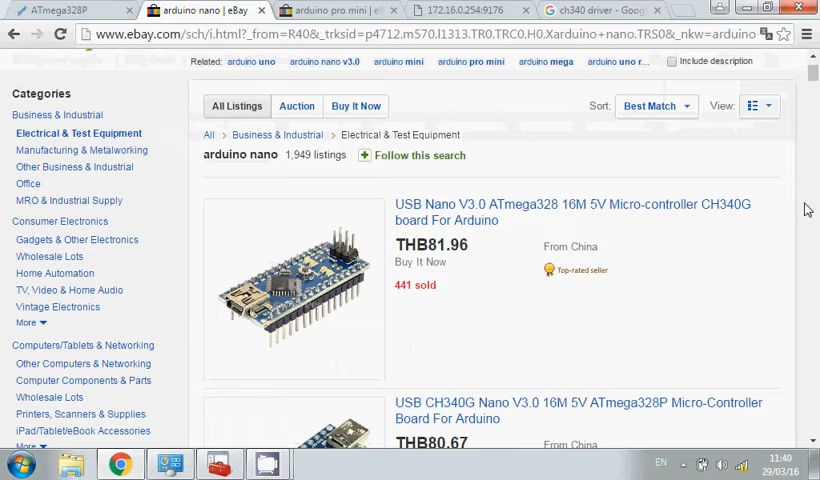 ATmega328P
arduino nano | eBay
arduino pro mini | eB
172.16.0.254:9176
ch340 driver - Goog
www.ebay.com/sch/i.html?_from=R40&_trksid=p4712.m570.l1313.TR0.TRC0.H0.Xarduino+nano.TRS0&_nkw=arduino
Related: arduino uno arduino nano v3.0 arduino mini arduino pro mini arduino mega arduino uno r... Include description
Categories
Business & Industrial
Electrical & Test Equipment
Manufacturing & Metalworking
Other Business & Industrial
Office
MRO & Industrial Supply
Consumer Electronics
Gadgets & Other Electronics
Wholesale Lots
Home Automation
TV, Video & Home Audio
Vintage Electronics
More
Computers/Tablets & Networking
Other Computers & Networking
Computer Components & Parts
Wholesale Lots
Printers, Scanners & Supplies
iPad/Tablet/eBook Accessories
More
All Listings Auction Buy It Now
Sort: Best Match View:
All > Business & Industrial > Electrical & Test Equipment
arduino nano 1,949 listings Follow this search
USB Nano V3.0 ATmega328 16M 5V Micro-controller CH340G
board For Arduino
THB81.96
Buy It Now
441 sold
From China
Top-rated seller
USB CH340G Nano V3.0 16M 5V ATmega328P Micro-Controller
Board For Arduino
THB80.67
From China
EN
11:40
29/03/16